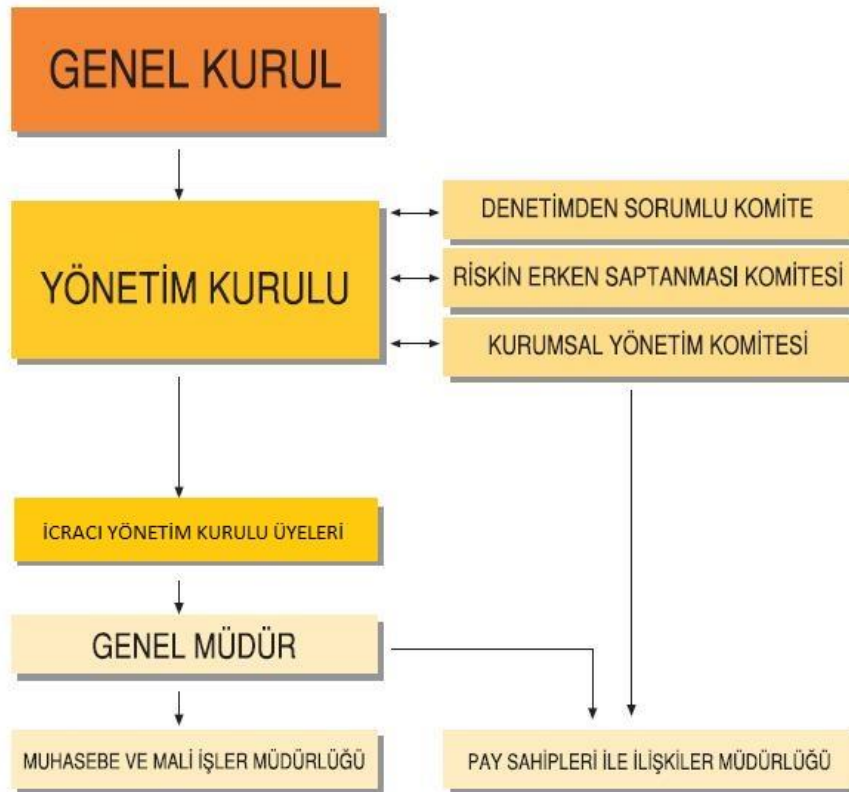 GENEL KURUL
YÖNETİM KURULU
DENETİMDEN SORUMLU KOMİTE
RİSKİN ERKEN SAPTANMASI KOMİTESİ
KURUMSAL YÖNETİM KOMİTESİ
İCRACI YÖNETİM KURULU ÜYELERİ
GENEL MÜDÜR
MUHASEBE VE MALİ İŞLER MÜDÜRLÜĞÜ
PAY SAHİPLERİ İLE İLİŞKİLER MÜDÜRLÜĞÜ